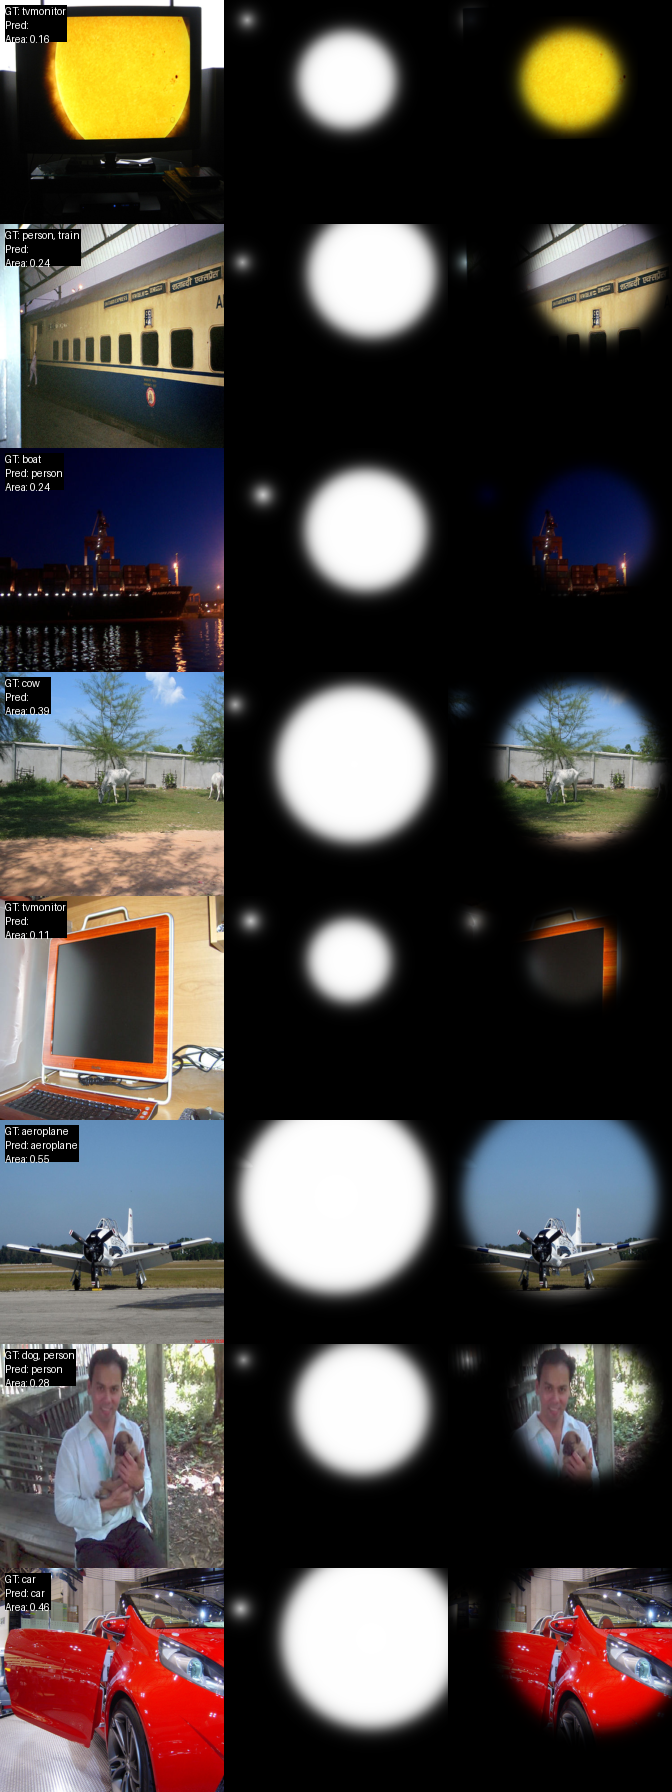 GT: tvmonitor
Pred:
Area: 0.16
GT: person, train
Pred:
Area: 0.24
GT: boat
Pred: person
Area: 0.24
GT: cow
Pred:
Area: 0.39
GT: tvmonitor
Pred:
Area: 0.11
GT: aeroplane
Pred: aeroplane
Area: 0.55
GT: dog, person
Pred: person
Area: 0.28
GT: car
Pred: car
Area: 0.46